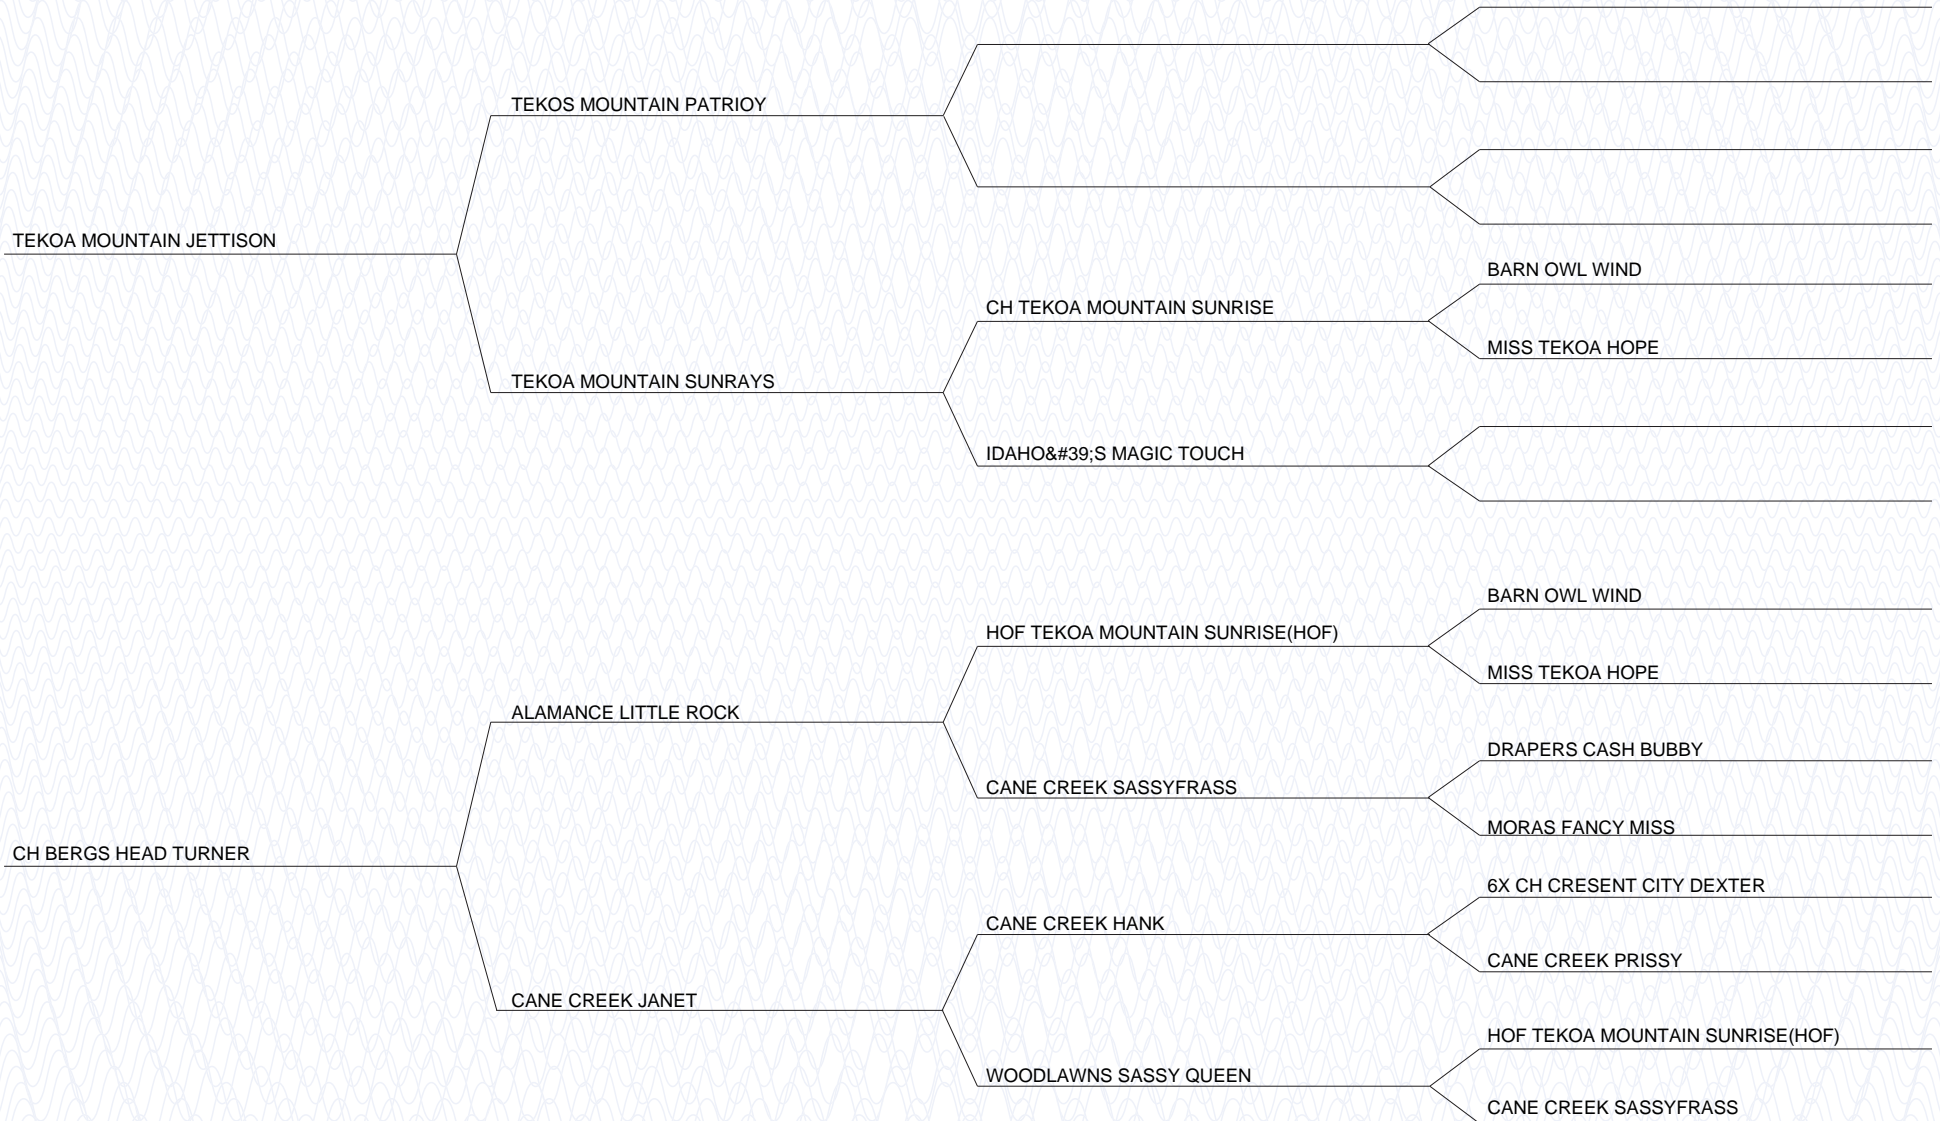 TEKOA MOUNTAIN JETTISON
TEKOS MOUNTAIN PATRIOY
TEKOA MOUNTAIN SUNRAYS
CH TEKOA MOUNTAIN SUNRISE
BARN OWL WIND
MISS TEKOA HOPE
IDAHO&#39;S MAGIC TOUCH
CH BERGS HEAD TURNER
ALAMANCE LITTLE ROCK
HOF TEKOA MOUNTAIN SUNRISE(HOF)
BARN OWL WIND
MISS TEKOA HOPE
CANE CREEK SASSYFRASS
DRAPERS CASH BUBBY
MORAS FANCY MISS
CANE CREEK JANET
CANE CREEK HANK
6X CH CRESENT CITY DEXTER
CANE CREEK PRISSY
WOODLAWNS SASSY QUEEN
HOF TEKOA MOUNTAIN SUNRISE(HOF)
CANE CREEK SASSYFRASS